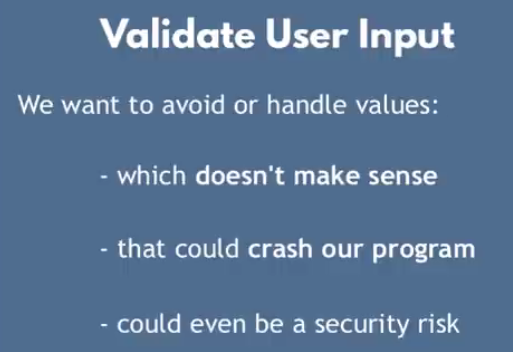 Validate User Input
We want to avoid or handle values:
- which doesn't make sense
- that could crash our program
- could even be a security risk